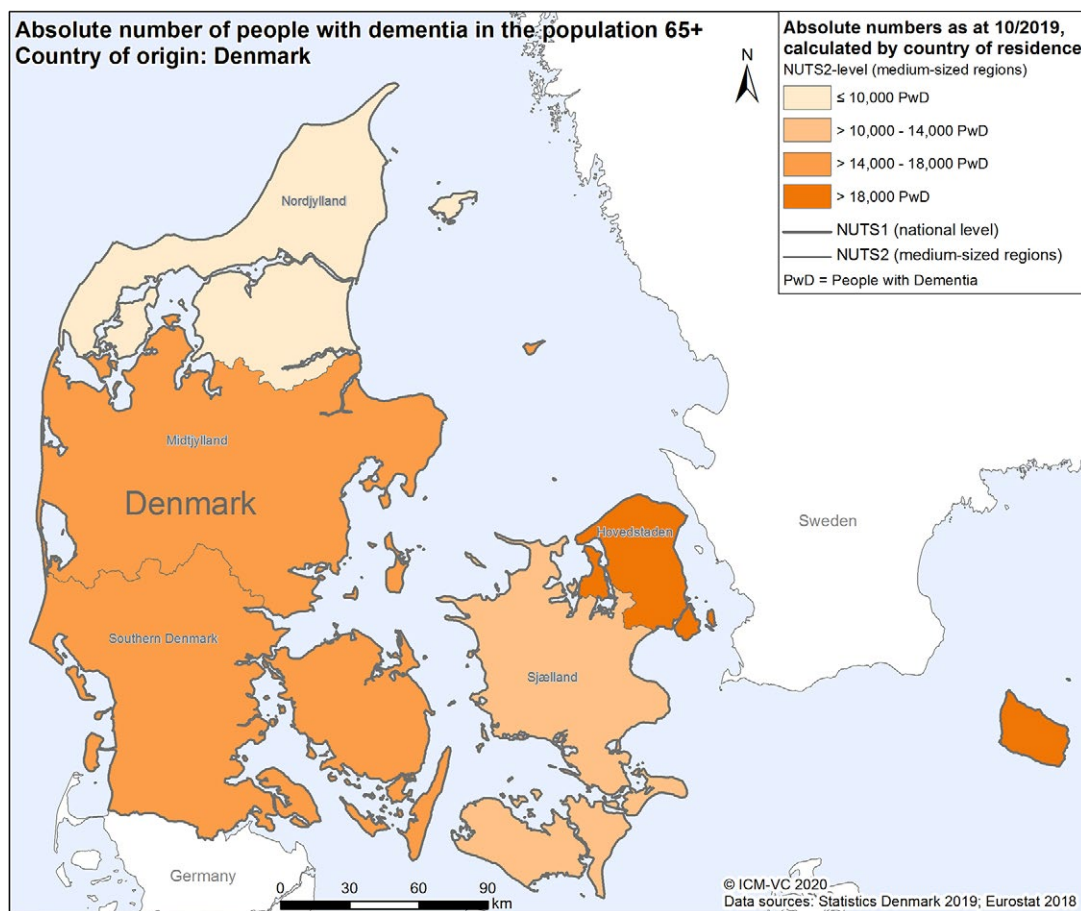 Absolute number of people with dementia in the population 65+
Country of origin: Denmark
Absolute numbers as at 10/2019,
calculated by country of residence
NUTS2-level (medium-sized regions)
≤ 10,000 PwD
> 10,000 - 14,000 PwD
> 14,000 - 18,000 PwD
> 18,000 PwD
NUTS1 (national level)
NUTS2 (medium-sized regions)
PwD = People with Dementia
N
Nordjylland
Midtjylland
Denmark
Hovedstaden
Sweden
Southern Denmark
Sjælland
Germany
0 30 60 90
km
© ICM-VC 2020
Data sources: Statistics Denmark 2019; Eurostat 2018